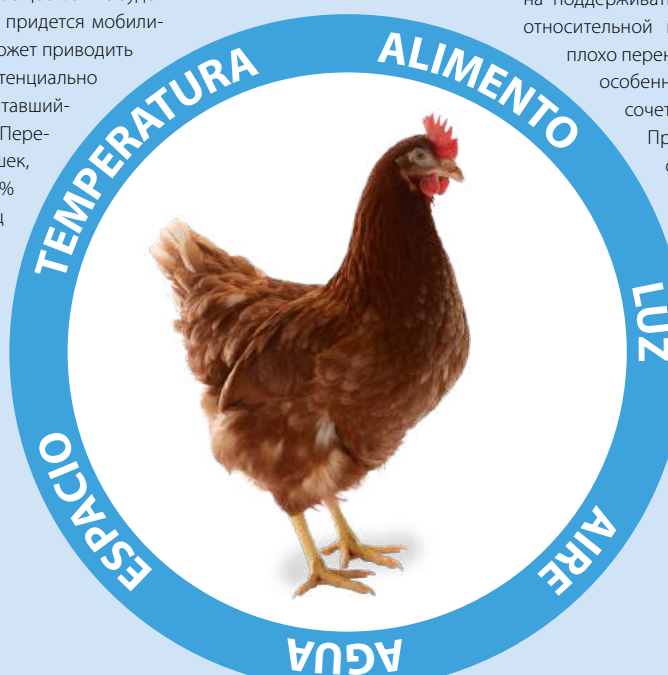 придется мобили-
ожет приводить
тенциально
ставший-
Пере-
шек,
%
на поддерживат
относительной
плохо перен
особенн
сочет
Пр
TEMPERATURA
ALIMENTO
LUZ
AIRE
AGUA
ESPACIO